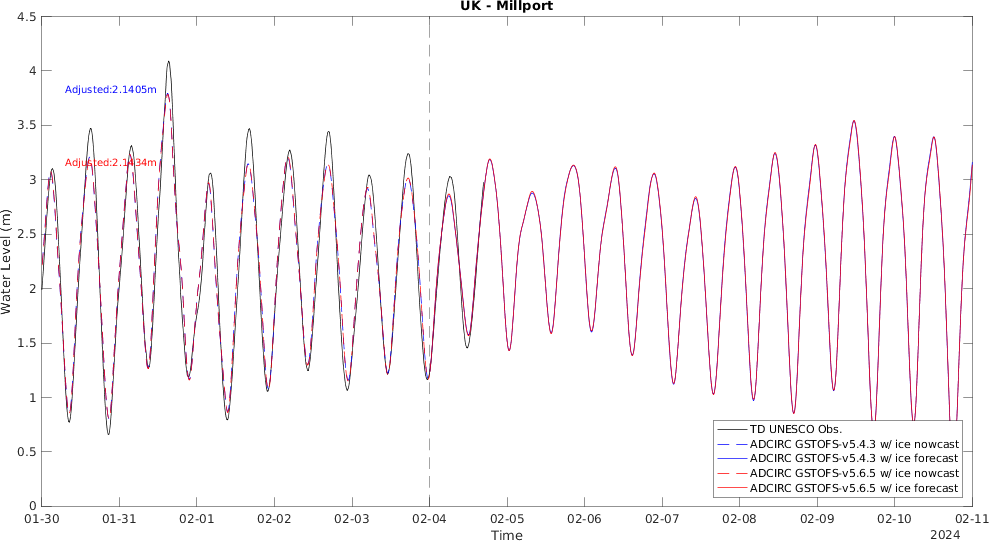 UK - Millport
4.5
4
3.5
3
2.5
2
1.5
1
0.5
0
Water Level (m)
Adjusted:2.1405m
Adjusted:2.1434m
TD UNESCO Obs.
ADCIRC GSTOFS-v5.4.3 w/ ice nowcast
ADCIRC GSTOFS-v5.4.3 w/ ice forecast
ADCIRC GSTOFS-v5.6.5 w/ ice nowcast
ADCIRC GSTOFS-v5.6.5 w/ ice forecast
01-30 01-31 02-01 02-02 02-03 02-04 02-05 02-06 02-07 02-08 02-09 02-10 02-11
Time
2024